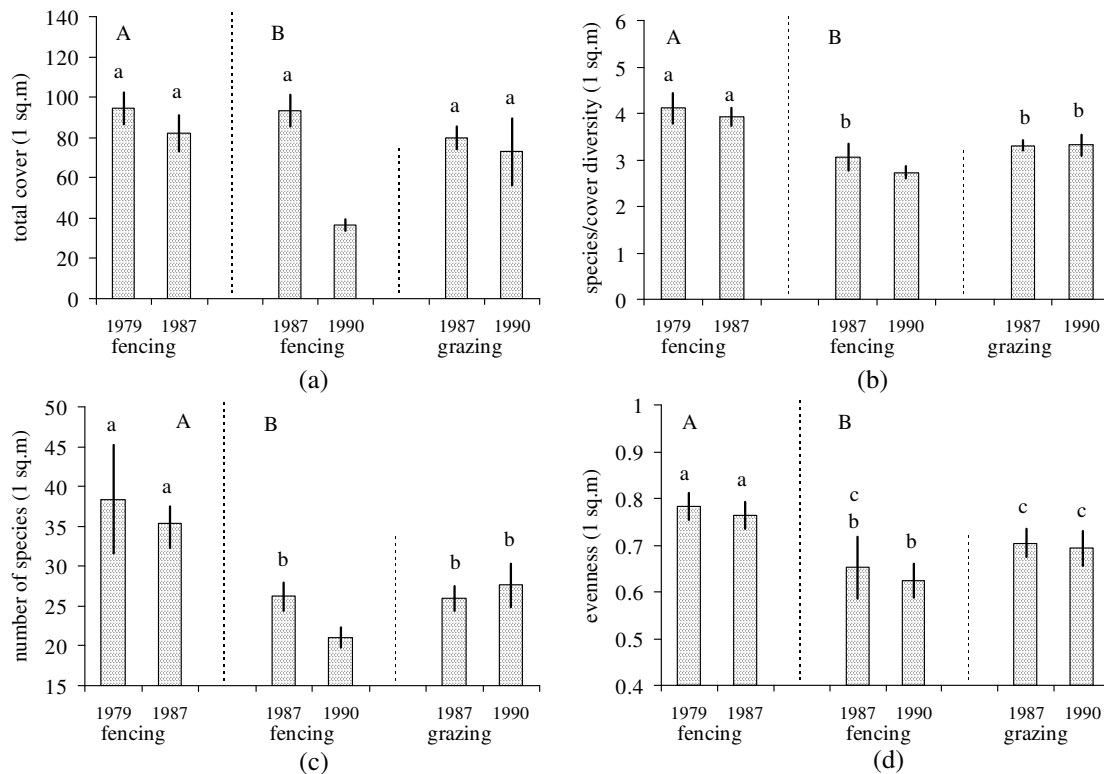 total cover (1 sq.m)
140
120
100
80
60
40
20
0
A
B
a
a
a
a
a
1979 1987 1987 1990 1987 1990
fencing fencing grazing
(a)
species/cover diversity (1 sq.m)
6
5
4
3
2
1
0
A
B
a
a
b
b
b
1979 1987 1987 1990 1987 1990
fencing fencing grazing
(b)
number of species (1 sq.m)
50
45
40
35
30
25
20
15
A
B
a
a
b
b
b
1979 1987 1987 1990 1987 1990
fencing fencing grazing
(c)
evenness (1 sq.m)
1
0.9
0.8
0.7
0.6
0.5
0.4
A
B
a
a
c
b
b
c
c
1979 1987 1987 1990 1987 1990
fencing fencing grazing
(d)